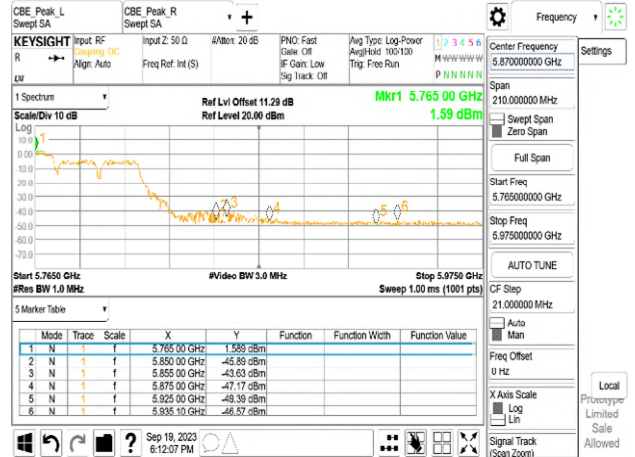 CBE_Peak_L
Swept SA
CBE_Peak_R
Swept SA
KEYSIGHT
R
Input: RF
Coupling: DC
Align: Auto
Input Z: 50 Ω
Freq Ref: Int (S)
#Atten: 20 dB
PNO: Fast
Gate: Off
IF Gain: Low
Sig Track: Off
Avg Type: Log-Power
Avg|Hold: 100/100
Trig: Free Run
1 2 3 4 5 6
M W W W W W
P N N N N N
1 Spectrum
Scale/Div 10 dB
Ref Lvl Offset 11.29 dB
Ref Level 20.00 dBm
Mkr1 5.765 00 GHz
1.59 dBm
Log
10.0
0.00
-10.0
-20.0
-30.0
-40.0
-50.0
-60.0
-70.0
1
2
3
4
5
6
Start 5.7650 GHz
#Res BW 1.0 MHz
#Video BW 3.0 MHz
Stop 5.9750 GHz
Sweep 1.00 ms (1001 pts)
5 Marker Table
Mode Trace Scale X Y Function Function Width Function Value
1 N 1 f 5.765 00 GHz 1.589 dBm
2 N 1 f 5.850 00 GHz -45.89 dBm
3 N 1 f 5.855 00 GHz -43.63 dBm
4 N 1 f 5.875 00 GHz -47.17 dBm
5 N 1 f 5.925 00 GHz -49.39 dBm
6 N 1 f 5.935 10 GHz -46.57 dBm
Sep 19, 2023
6:12:07 PM
Frequency
Settings
Center Frequency
5.870000000 GHz
Span
210.000000 MHz
Swept Span
Zero Span
Full Span
Start Freq
5.765000000 GHz
Stop Freq
5.975000000 GHz
AUTO TUNE
CF Step
21.000000 MHz
Auto
Man
Freq Offset
0 Hz
X Axis Scale
Log
Lin
Signal Track
(Span Zoom)
Local
Prototype
Limited
Sale
Allowed